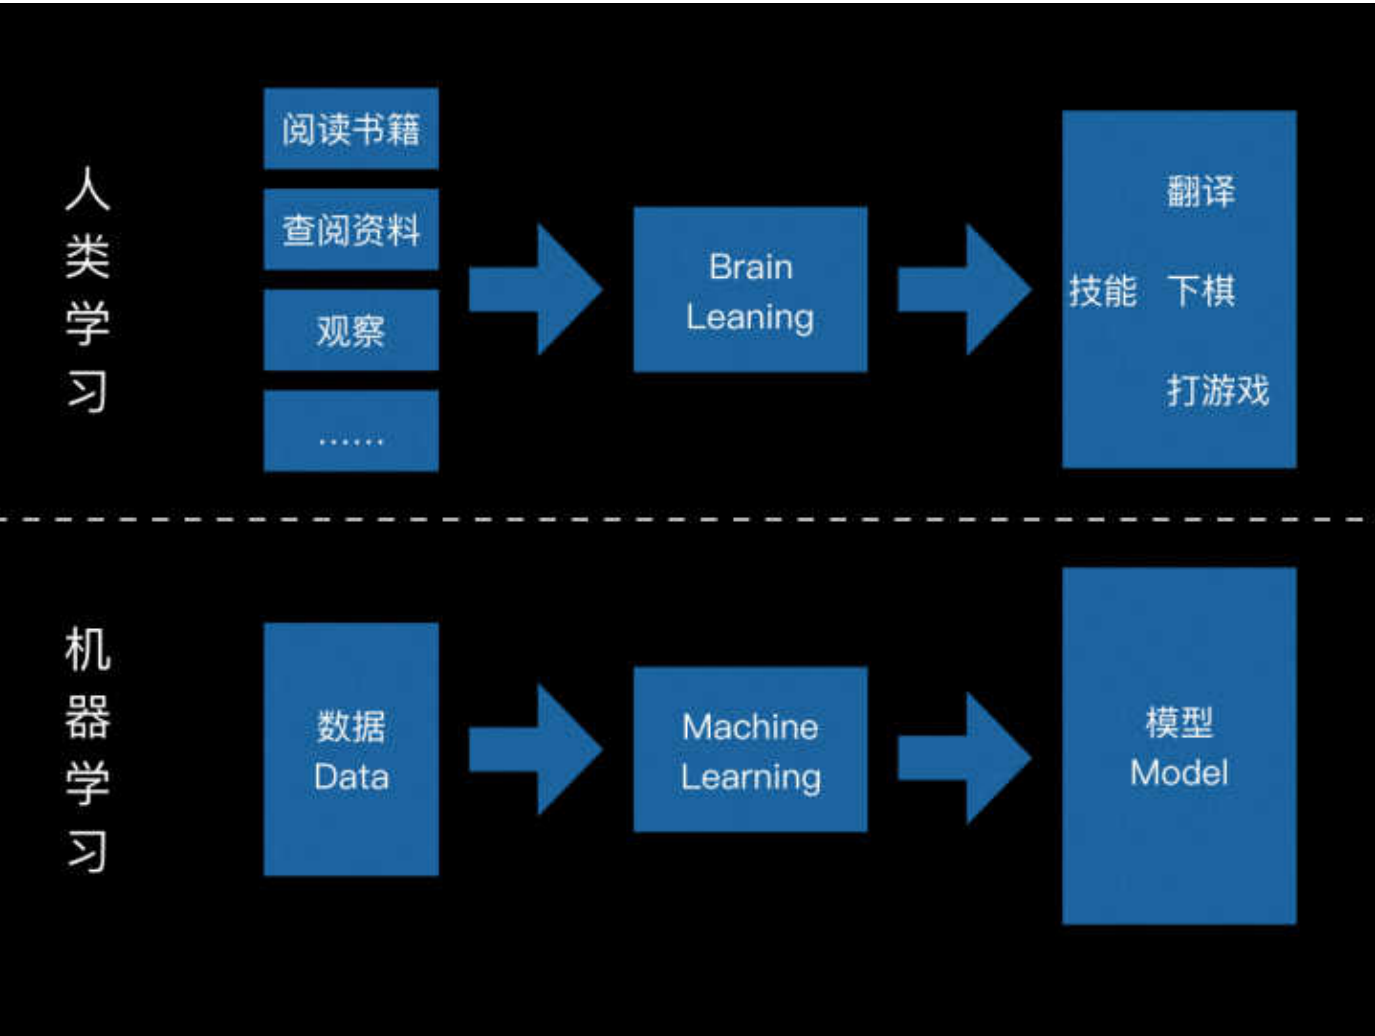 人类学习
阅读书籍
查阅资料
观察
......
Brain
Leaning
技能
翻译
下棋
打游戏
机器学习
数据
Data
Machine
Learning
模型
Model